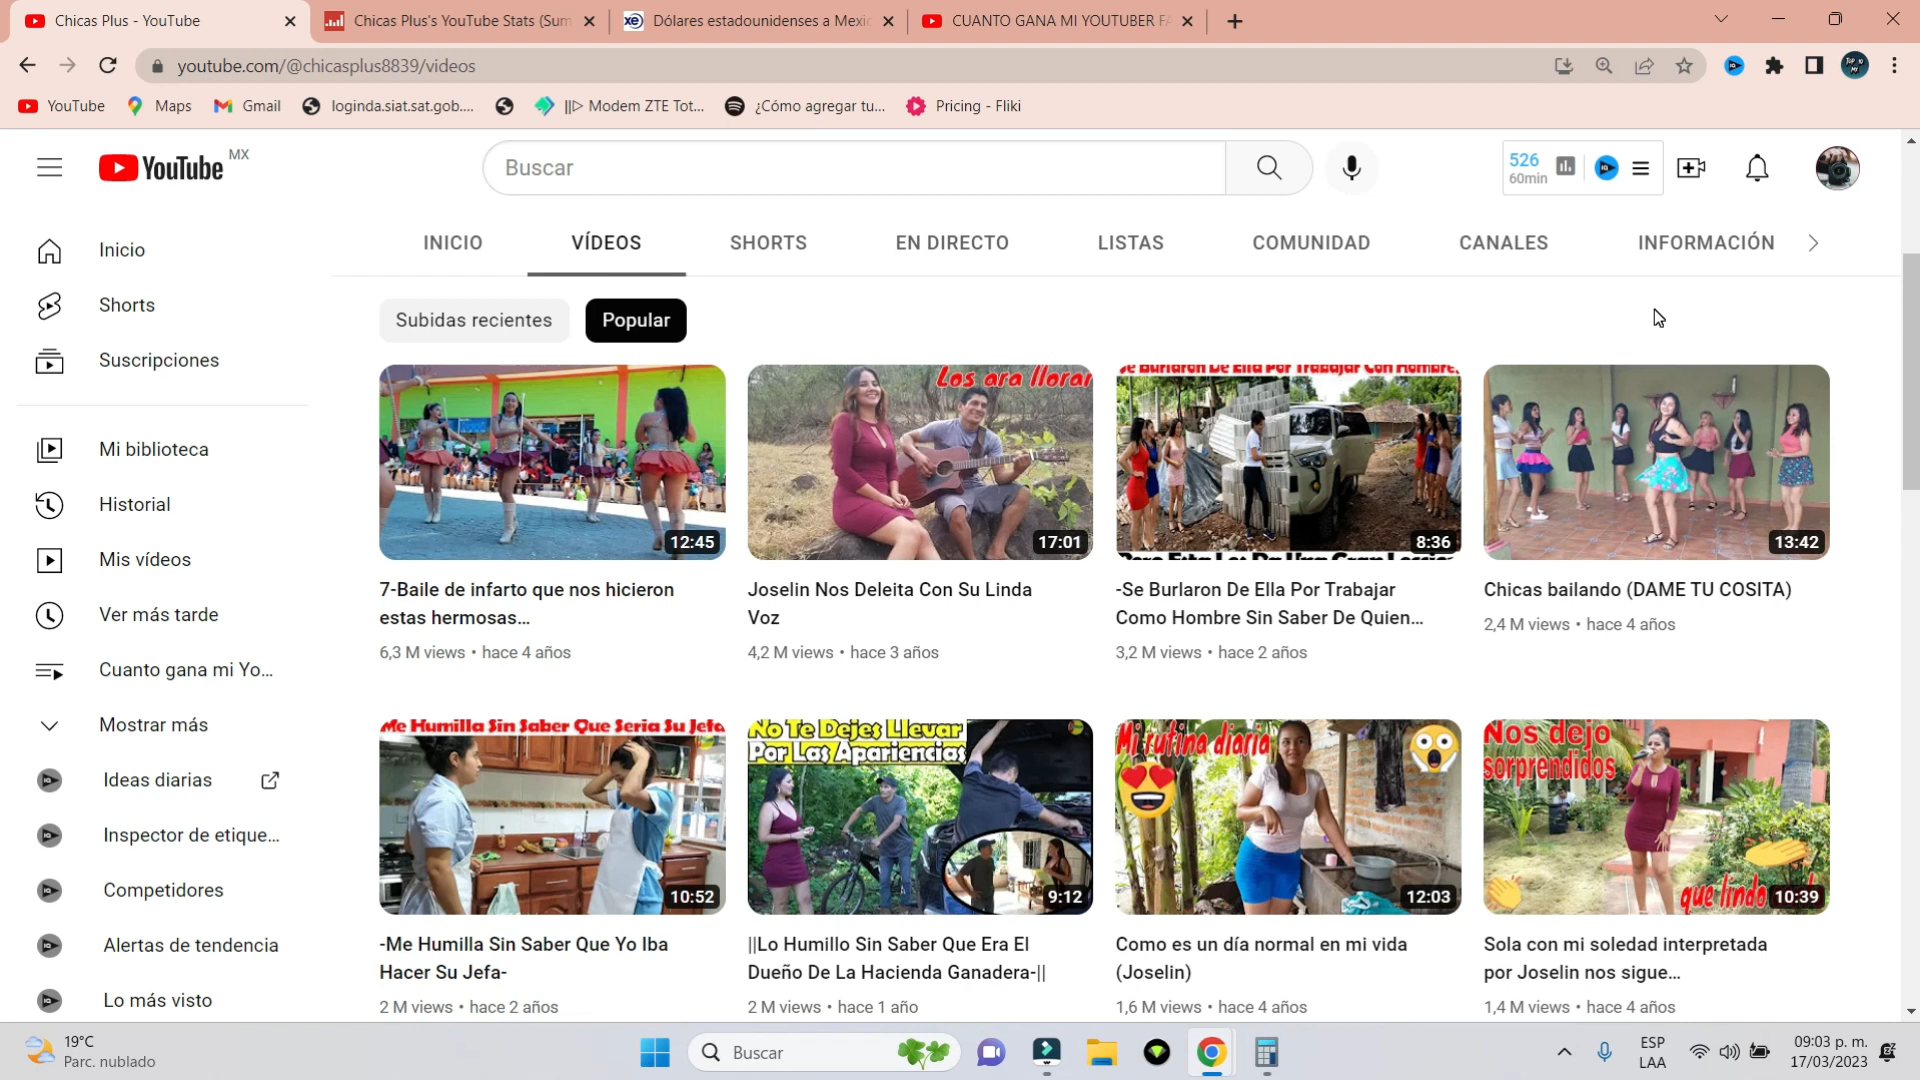 Chicas Plus - YouTube
Chicas Plus's YouTube Stats (Sum
xe Dólares estadounidenses a Mexic
CUANTO GANA MI YOUTUBER FA
youtube.com/@chicasplus8839/videos
YouTube
Maps
Gmail
loginda.siat.sat.gob....
||▷ Modem ZTE Tot...
¿Cómo agregar tu...
Pricing - Fliki
YouTube MX
Buscar
526
60min
INICIO
VÍDEOS
SHORTS
EN DIRECTO
LISTAS
COMUNIDAD
CANALES
INFORMACIÓN
Subidas recientes
Popular
Inicio
Shorts
Suscripciones
Mi biblioteca
Historial
Mis vídeos
Ver más tarde
Cuanto gana mi Yo...
Mostrar más
Ideas diarias
Inspector de etique...
Competidores
Alertas de tendencia
Lo más visto
12:45
7-Baile de infarto que nos hicieron
estas hermosas...
6,3 M views • hace 4 años
Los ara llorar
17:01
Joselin Nos Deleita Con Su Linda
Voz
4,2 M views • hace 3 años
Se Burlaron De Ella Por Trabajar Con Hombre
8:36
-Se Burlaron De Ella Por Trabajar
Como Hombre Sin Saber De Quien...
3,2 M views • hace 2 años
13:42
Chicas bailando (DAME TU COSITA)
2,4 M views • hace 4 años
Me Humilla Sin Saber Que Seria Su Jefa
10:52
-Me Humilla Sin Saber Que Yo Iba
Hacer Su Jefa-
2 M views • hace 2 años
No Te Dejes Llevar
Por Las Apariencias
9:12
||Lo Humillo Sin Saber Que Era El
Dueño De La Hacienda Ganadera-||
2 M views • hace 1 año
Mi rutina diaria
12:03
Como es un día normal en mi vida
(Joselin)
1,6 M views • hace 4 años
Nos dejo
sorprendidos
que lindo
10:39
Sola con mi soledad interpretada
por Joselin nos sigue...
1,4 M views • hace 4 años
19°C
Parc. nublado
Buscar
ESP
LAA
09:03 p. m.
17/03/2023